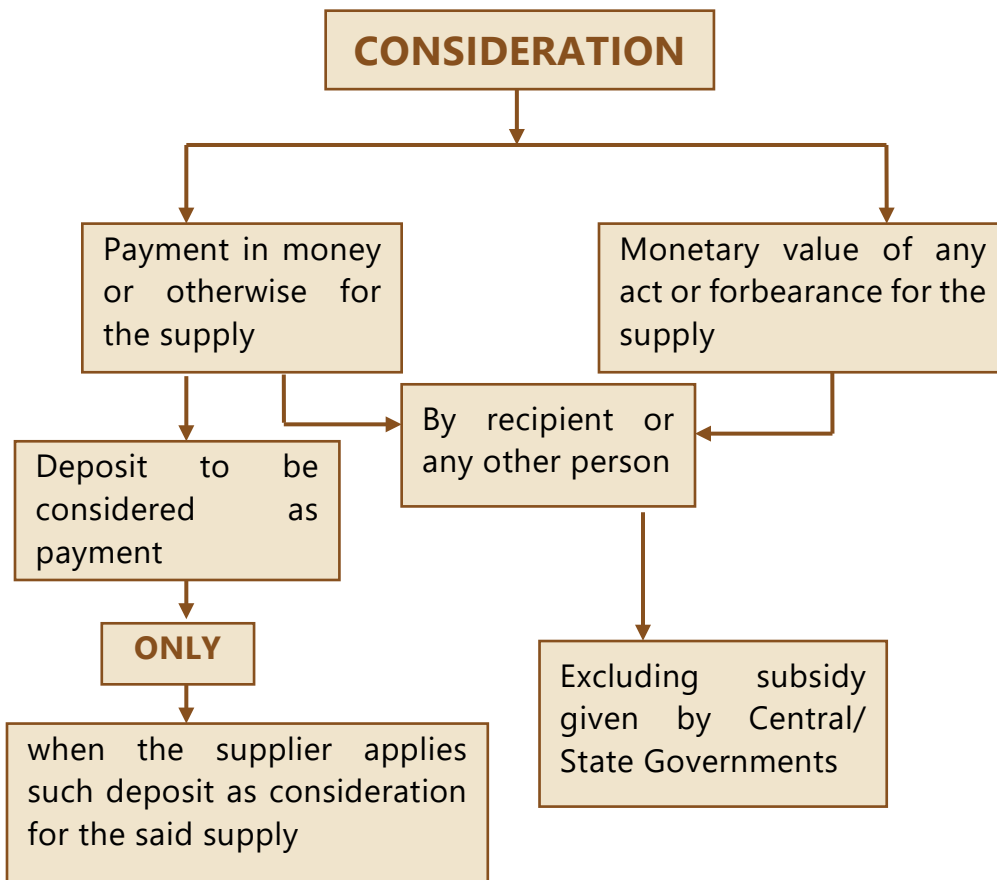 CONSIDERATION
Payment in money
or otherwise for
the supply
Monetary value of any
act or forbearance for the
supply
By recipient or
any other person
Deposit to be
considered as
payment
ONLY
when the supplier applies
such deposit as consideration
for the said supply
Excluding subsidy
given by Central/
State Governments